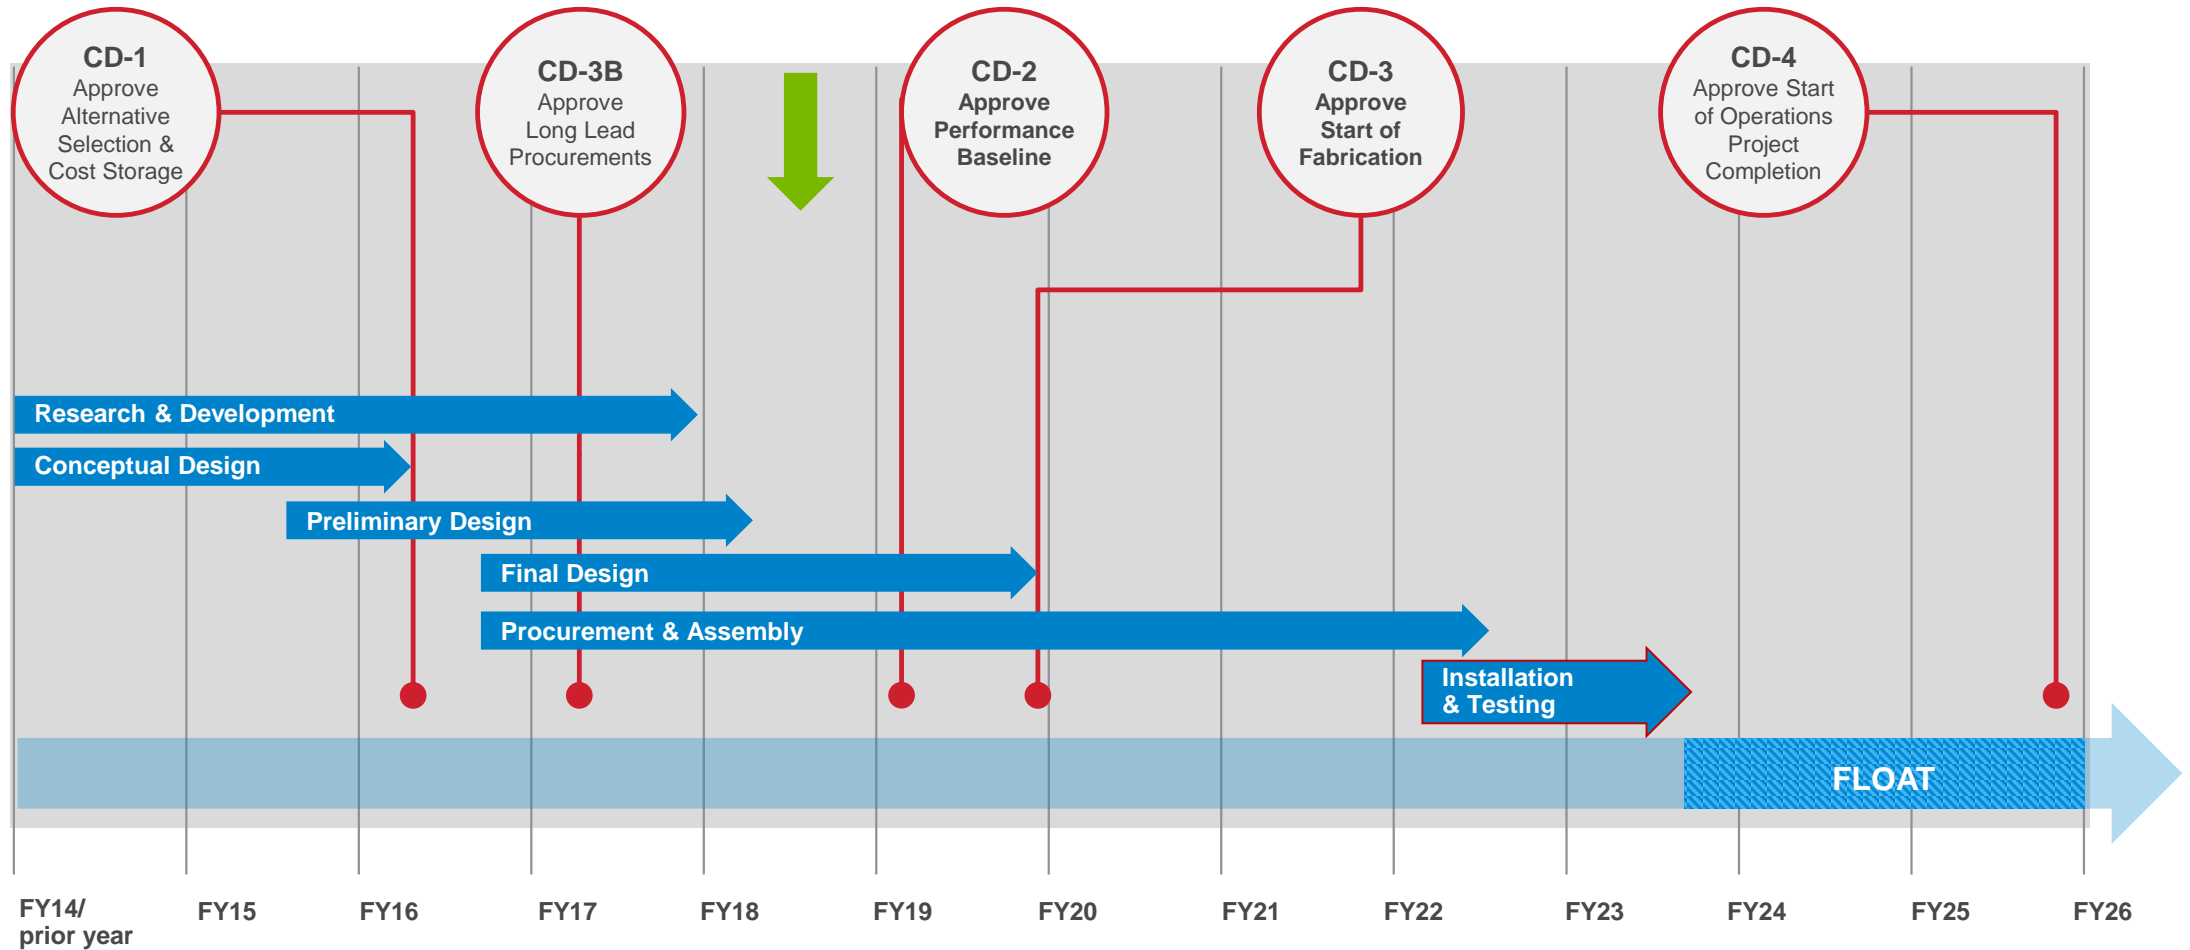 CD-1
Approve
Alternative
Selection &
Cost Storage
CD-3B
Approve
Long Lead
Procurements
CD-2
Approve
Performance
Baseline
CD-3
Approve
Start of
Fabrication
CD-4
Approve Start
of Operations
Project
Completion
Research & Development
Conceptual Design
Preliminary Design
Final Design
Procurement & Assembly
Installation
& Testing
FLOAT
FY14/
prior year
FY15
FY16
FY17
FY18
FY19
FY20
FY21
FY22
FY23
FY24
FY25
FY26